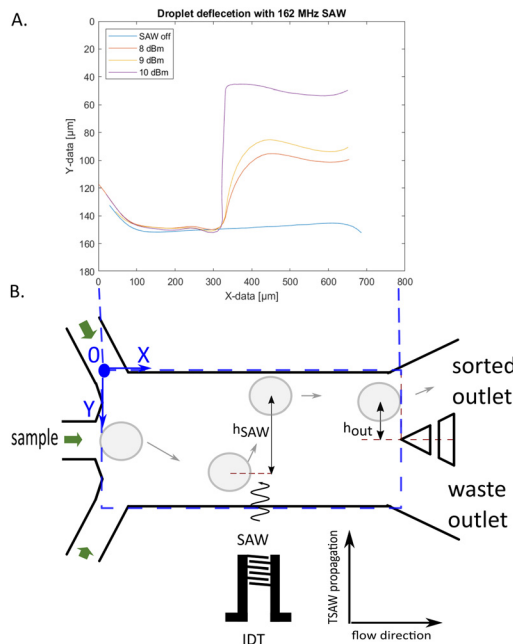 A.
Droplet deflecetion with 162 MHz SAW
SAW off
8 dBm
9 dBm
10 dBm
Y-data [μm]
0
20
40
60
80
100
120
140
160
180
0 100 200 300 400 500 600 700 800
X-data [μm]
B.
0 X
Y
sample
hSAW
hout
sorted
outlet
waste
outlet
SAW
IDT
TSAW propagation
flow direction